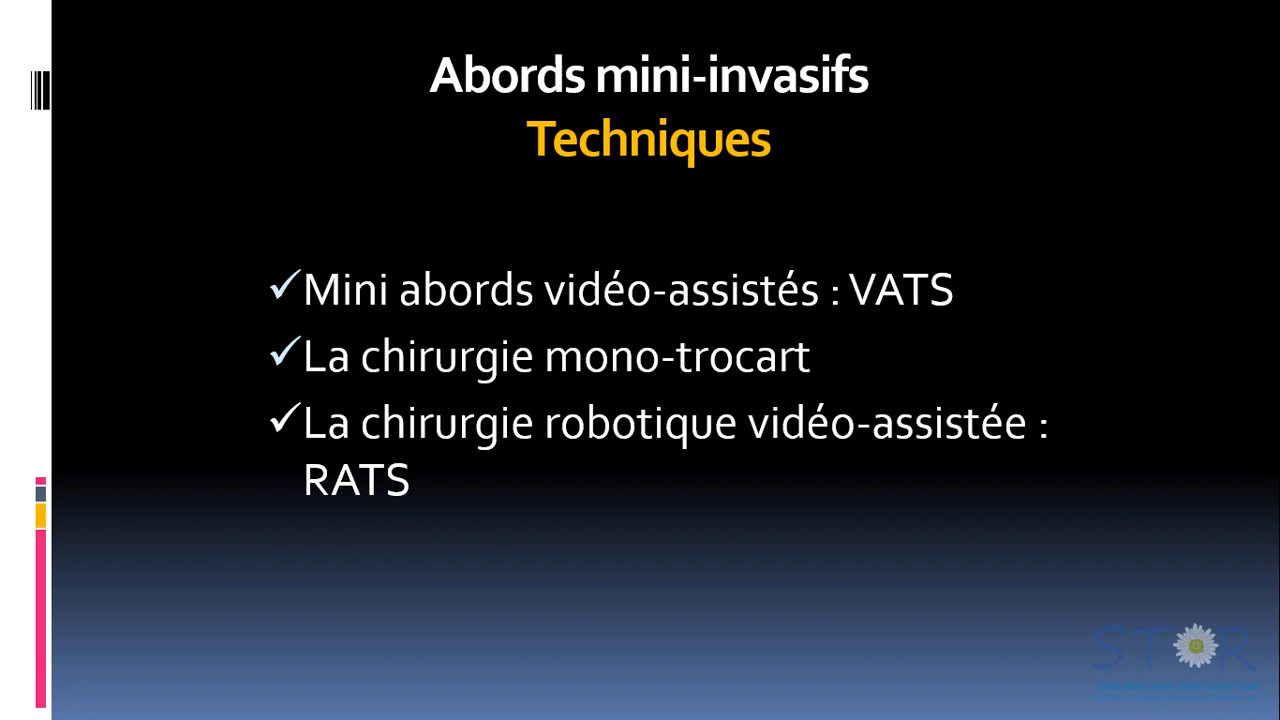 Abords mini-invasifs
Techniques
Mini abords vidéo-assistés : VATS
La chirurgie mono-trocart
La chirurgie robotique vidéo-assistée :
RATS
STOR